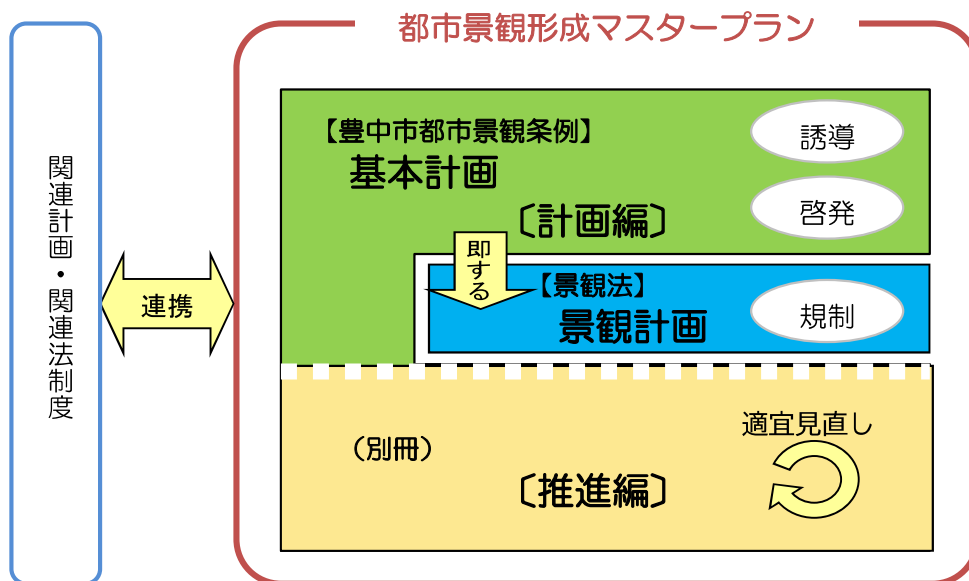 都市景観形成マスタープラン
関連計画・関連法制度
連携
【豊中市都市景観条例】
基本計画
〔計画編〕
誘導
啓発
即する
【景観法】
景観計画
規制
（別冊）
〔推進編〕
適宜見直し